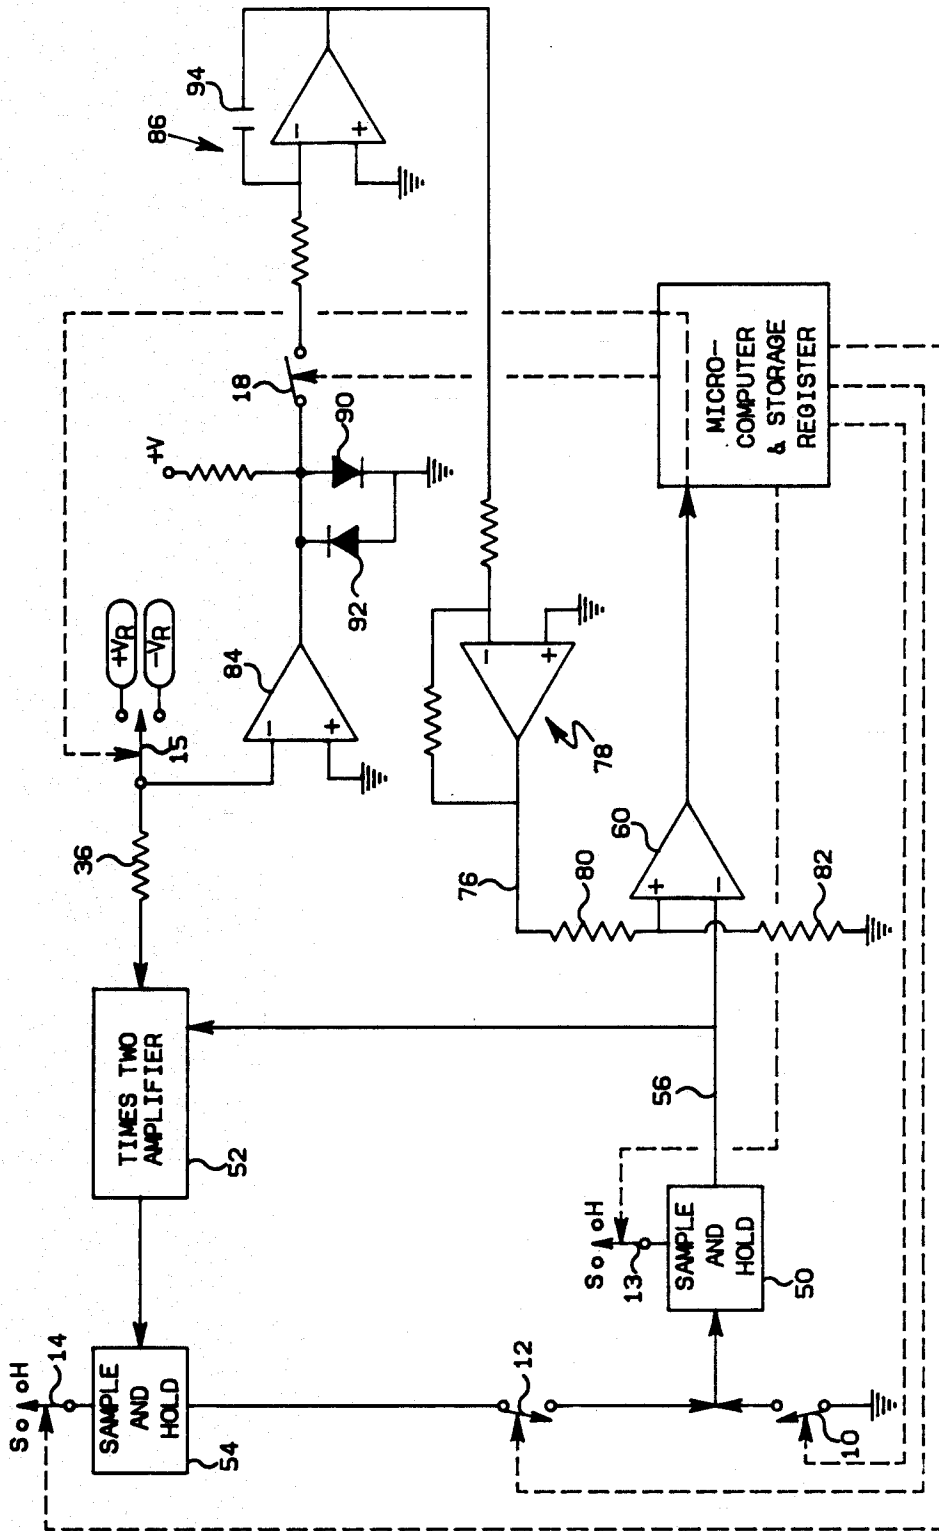 94
86
-
+
18
+V
90
92
+VR
-VR
15
84
-
+
36
TIMES TWO
AMPLIFIER
52
S
H
14
SAMPLE
AND
HOLD
54
MICRO-
COMPUTER
& STORAGE
REGISTER
-
+
78
76
80
60
+
-
82
56
S
H
13
SAMPLE
AND
HOLD
50
12
10